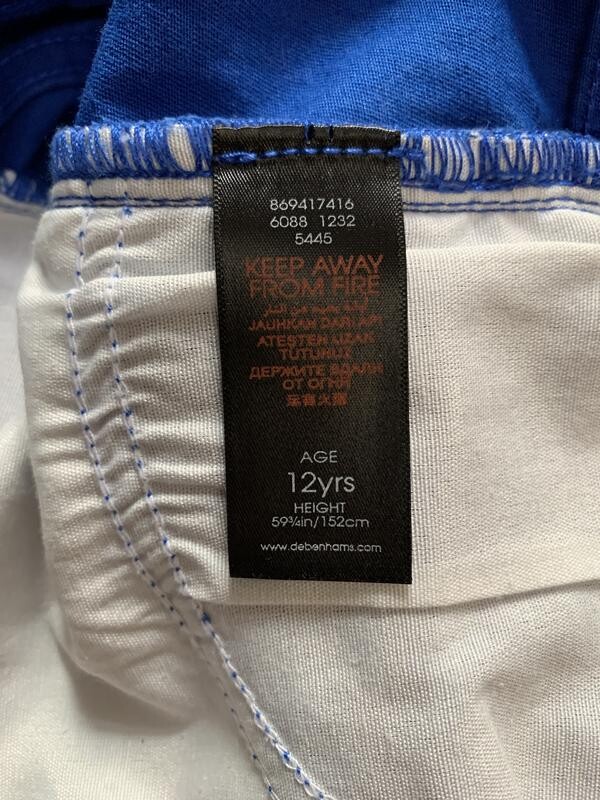 869417416
6088 1232
5445
KEEP AWAY
FROM FIRE
JAUHKAN DARI API
ATEŞTEN UZAK
TUTUNUZ
ДЕРЖИТЕ ВДАЛИ
ОТ ОГНЯ
AGE
12yrs
HEIGHT
59¾in/152cm
www.debenhams.com